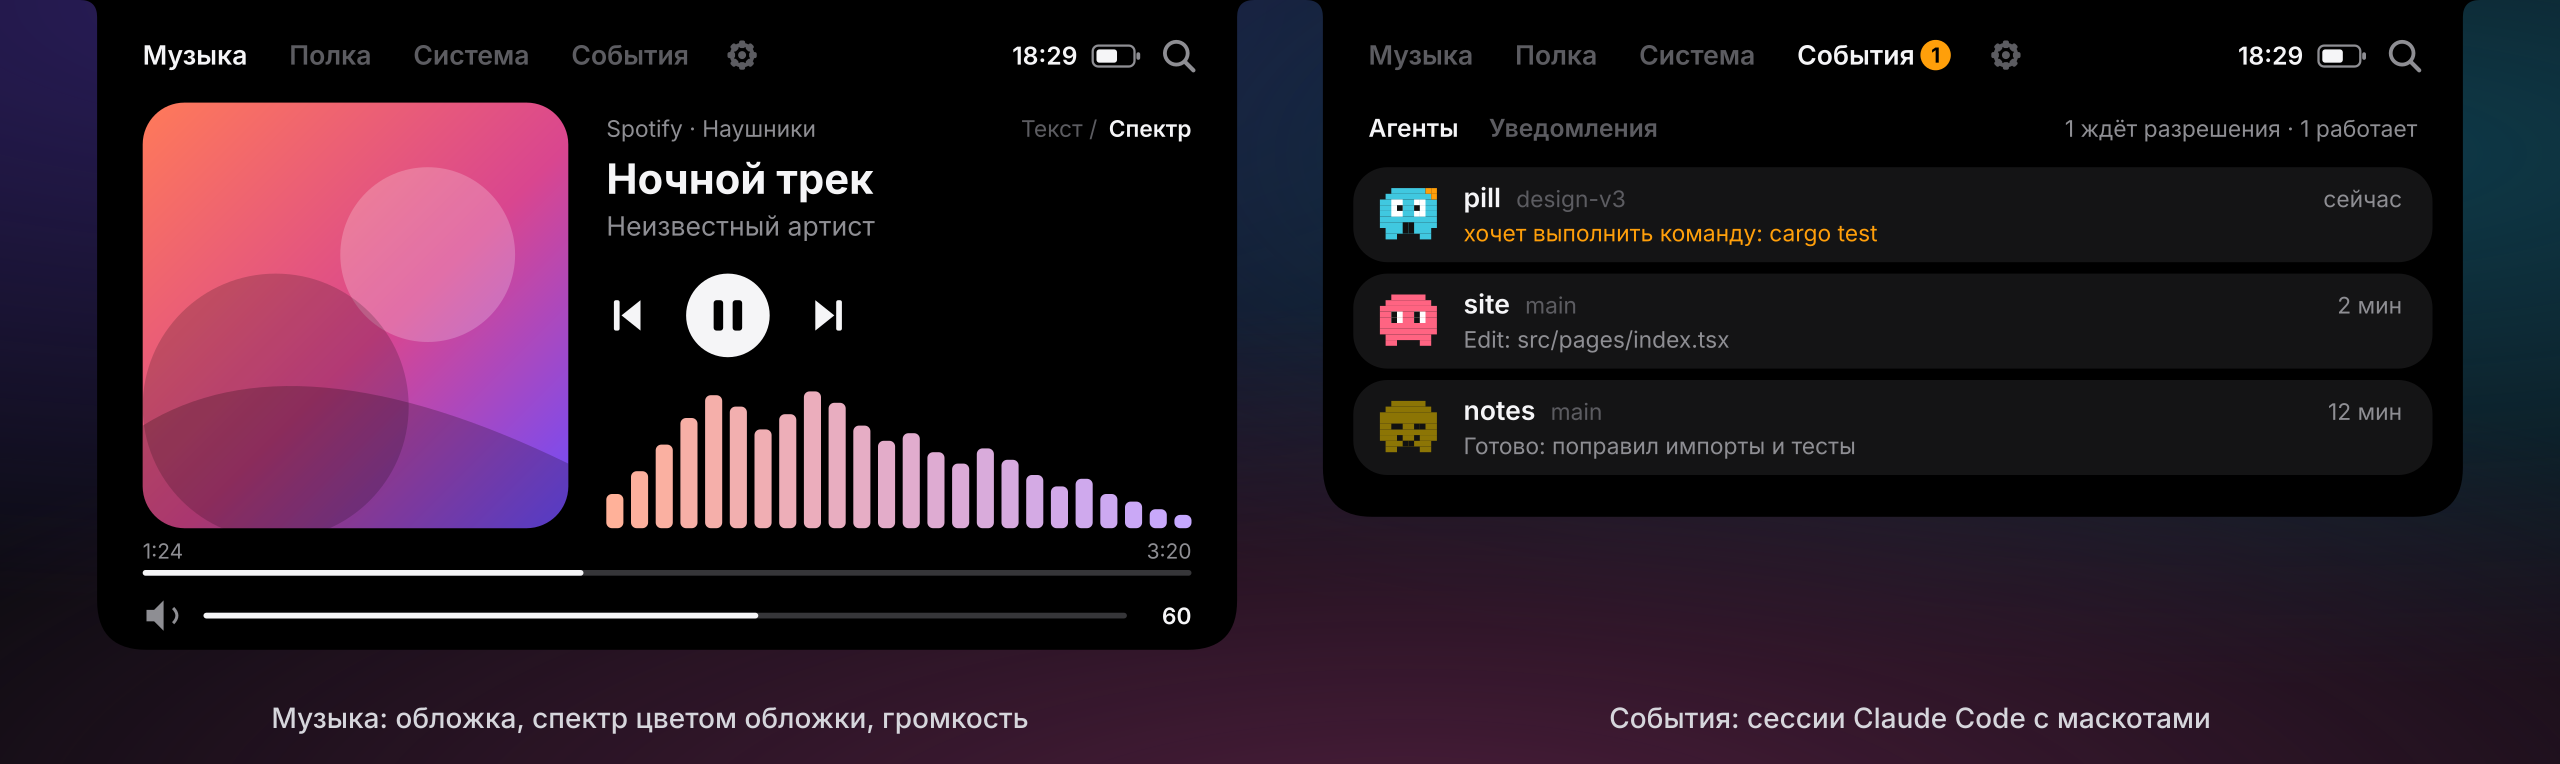 Музыка Полка Система События 18:29
Spotify · Наушники Текст / Спектр
Ночной трек
Неизвестный артист
1:24 3:20
60
Музыка: обложка, спектр цветом обложки, громкость
Музыка Полка Система События 1 18:29
Агенты Уведомления 1 ждёт разрешения · 1 работает
pill design-v3 сейчас
хочет выполнить команду: cargo test
site main 2 мин
Edit: src/pages/index.tsx
notes main 12 мин
Готово: поправил импорты и тесты
События: сессии Claude Code с маскотами